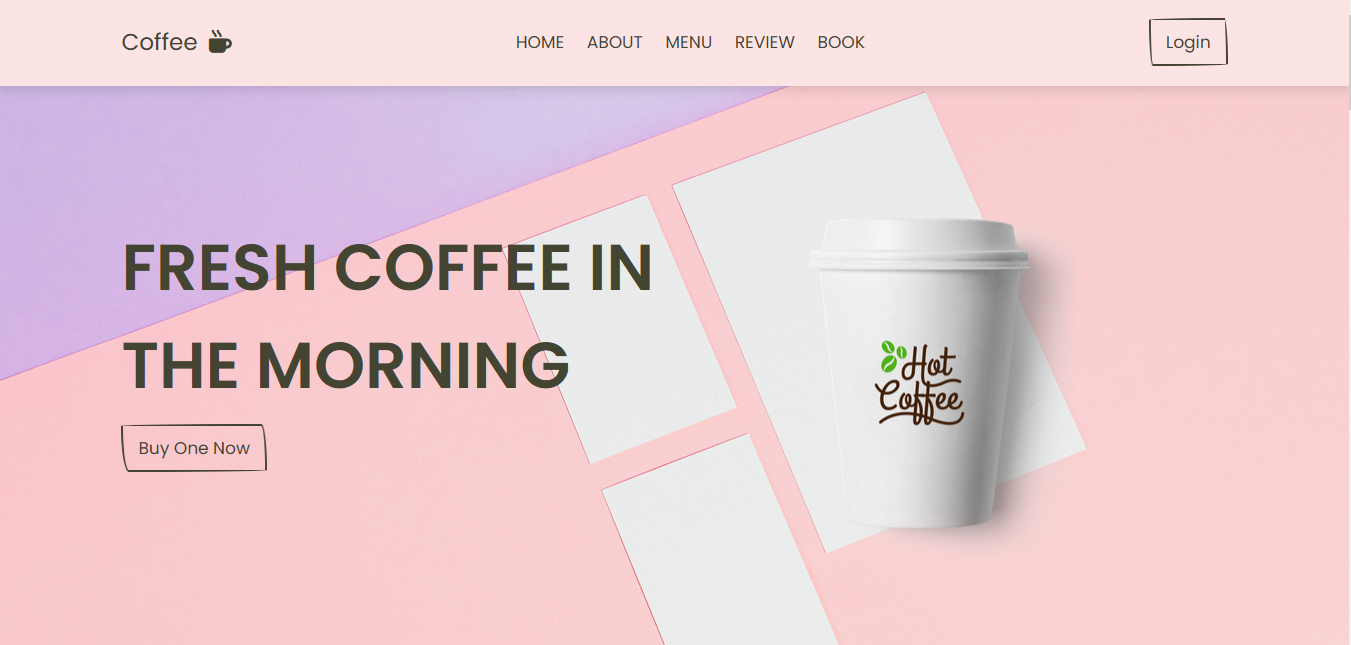 Coffee
HOME ABOUT MENU REVIEW BOOK
Login
FRESH COFFEE IN
THE MORNING
Buy One Now
Hot
Coffee